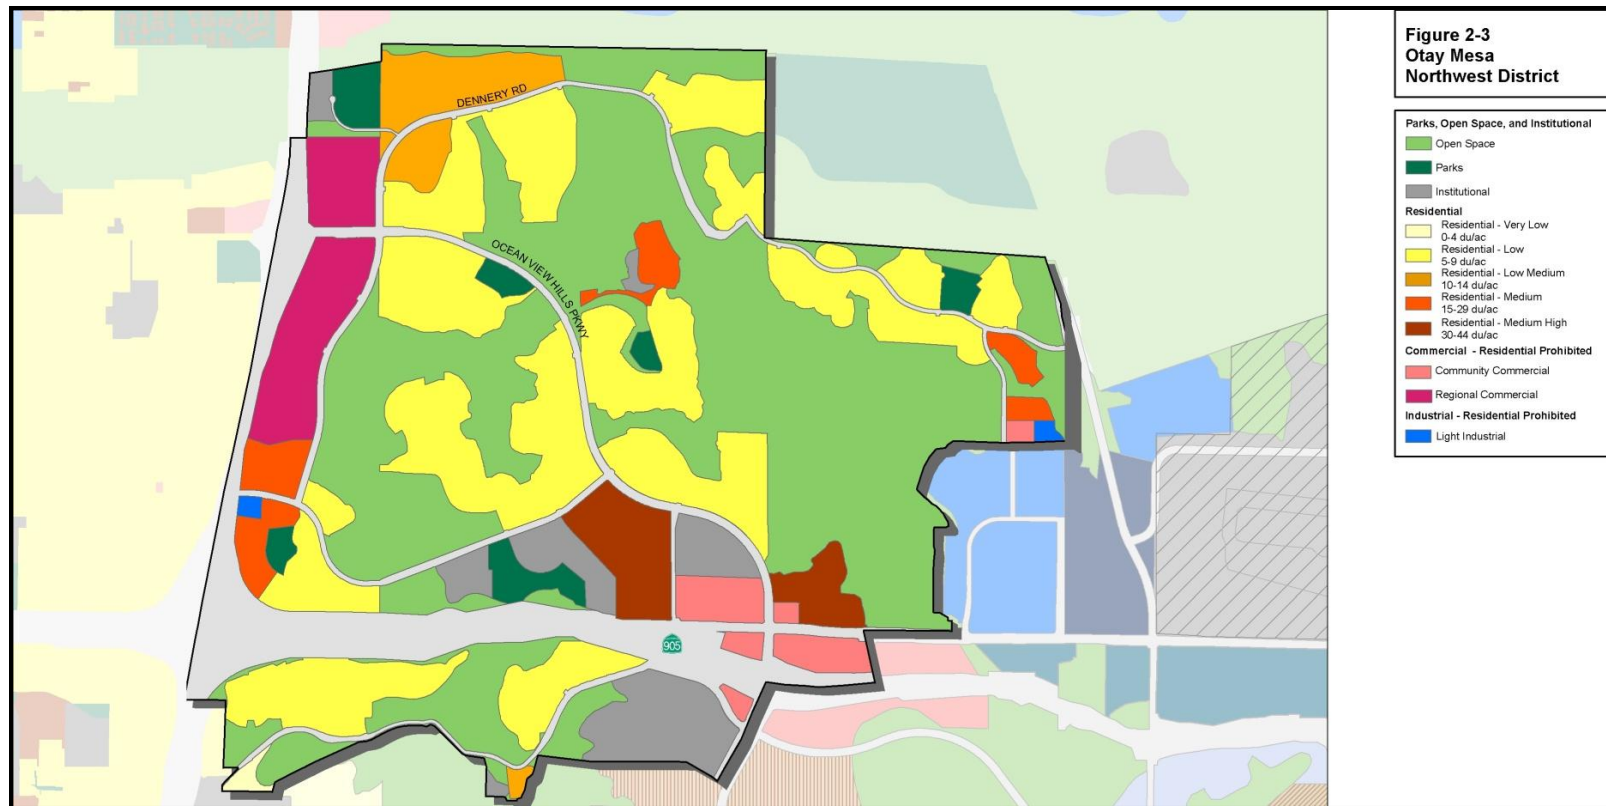 Figure 2-3
Otay Mesa
Northwest District
Parks, Open Space, and Institutional
Open Space
Parks
Institutional
Residential
Residential - Very Low
0-4 du/ac
Residential - Low
5-9 du/ac
Residential - Low Medium
10-14 du/ac
Residential - Medium
15-29 du/ac
Residential - Medium High
30-44 du/ac
Commercial - Residential Prohibited
Community Commercial
Regional Commercial
Industrial - Residential Prohibited
Light Industrial
DENNERY RD
OCEAN VIEW HILLS PKWY
905